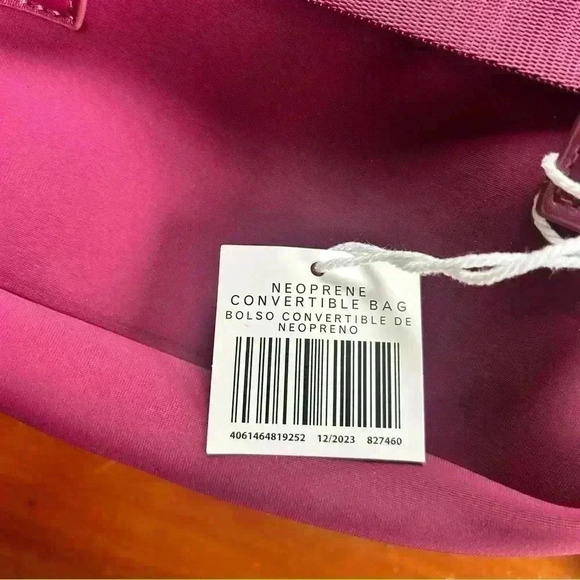 NEOPRENE
CONVERTIBLE BAG
BOLSO CONVERTIBLE DE
NEOPRENO
4061464819252 12/2023 827460